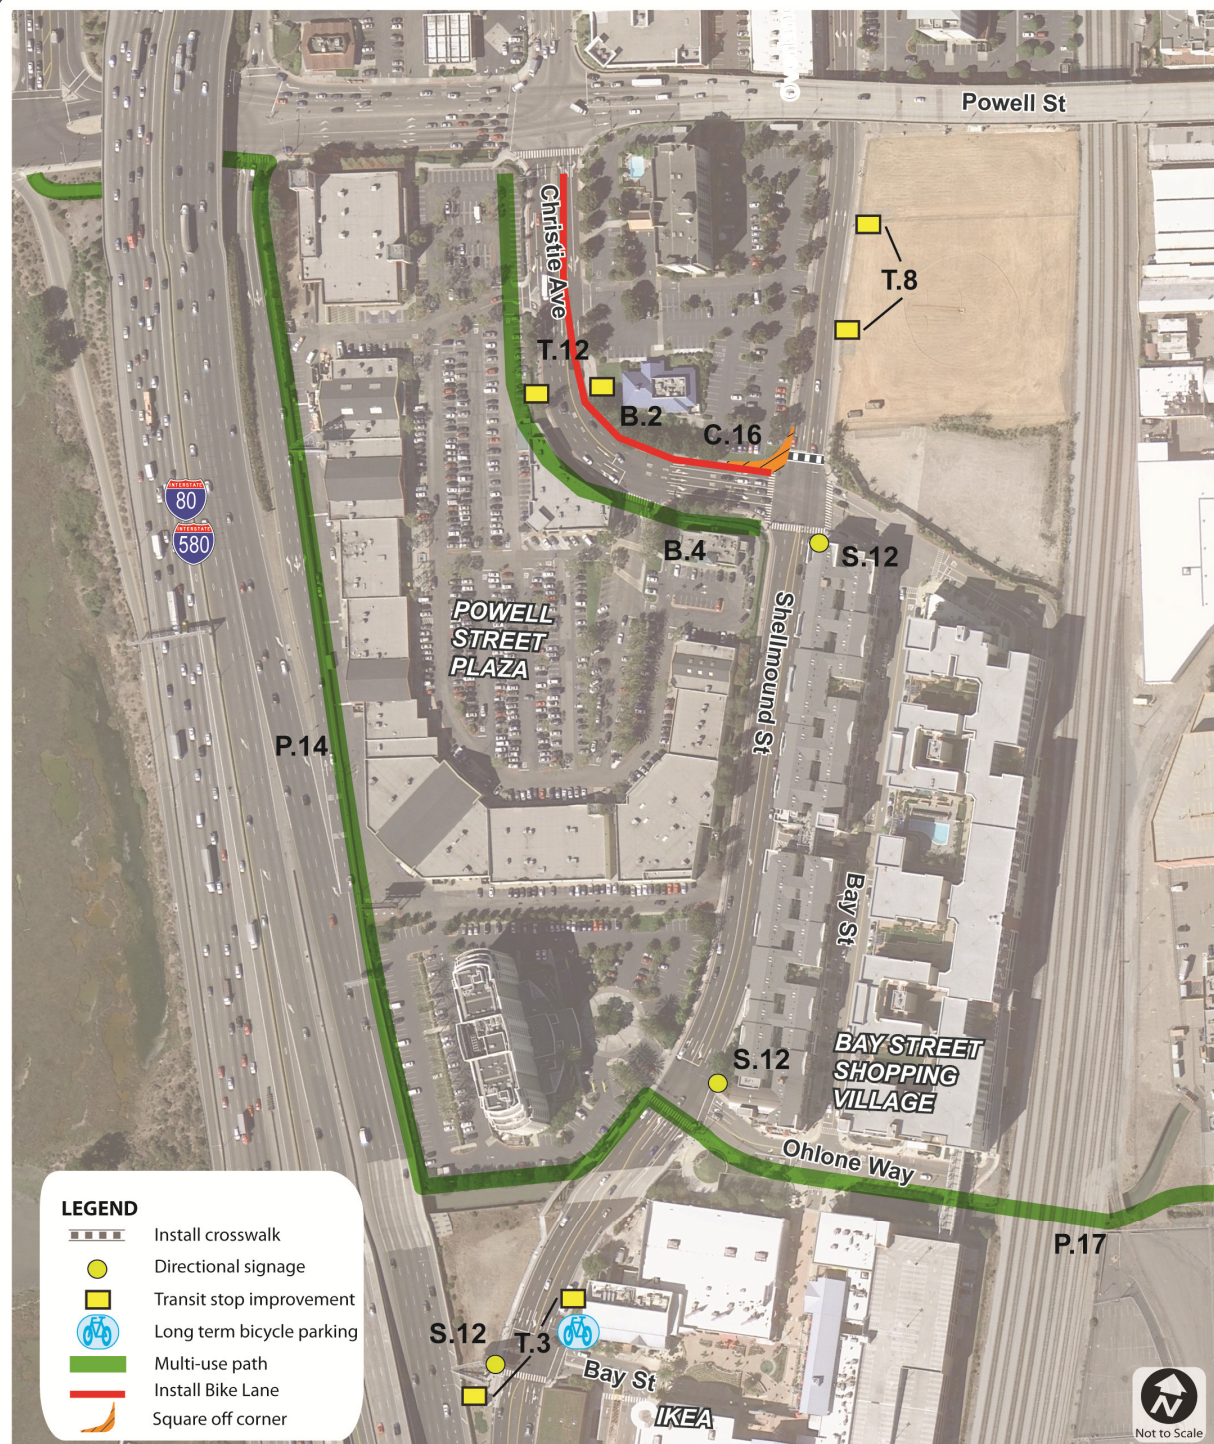 Powell St
Christie Ave
T.8
T.12
B.2
C.16
INTERSTATE
80
INTERSTATE
580
B.4
S.12
POWELL
STREET
PLAZA
Shellmound St
P.14
Bay St
S.12
BAY STREET
SHOPPING
VILLAGE
Ohlone Way
P.17
LEGEND
Install crosswalk
Directional signage
Transit stop improvement
Long term bicycle parking
Multi-use path
Install Bike Lane
Square off corner
S.12
T.3
Bay St
IKEA
N
Not to Scale